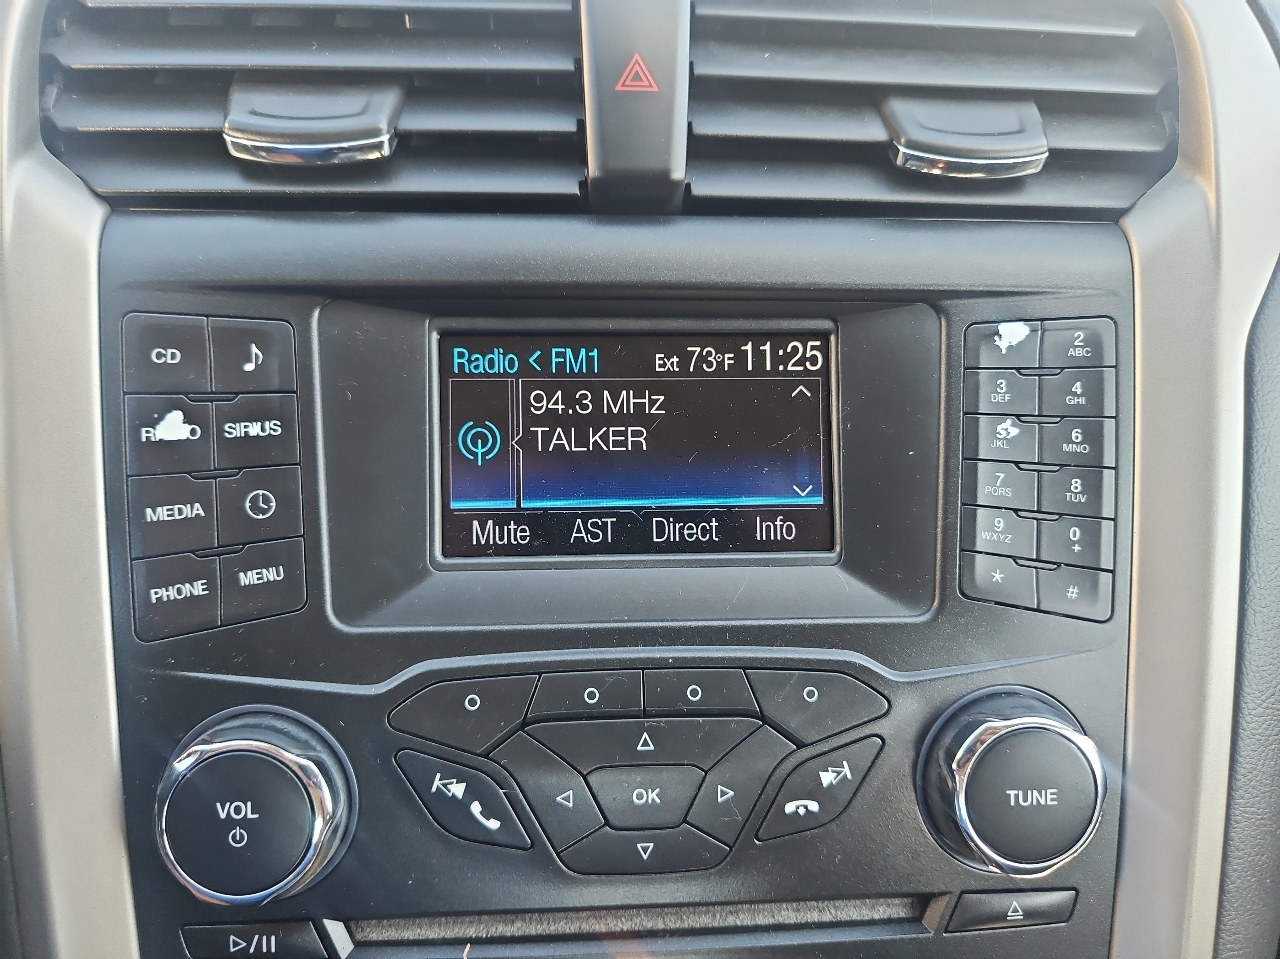 Radio < FM1 Ext 73°F 11:25
94.3 MHz
TALKER
Mute AST Direct Info
CD
SIRIUS
MEDIA
PHONE MENU
2
ABC
3 4
DEF GHI
5 6
JKL MNO
7 8
PQRS TUV
9 0
WXYZ +
* #
VOL
OK
TUNE